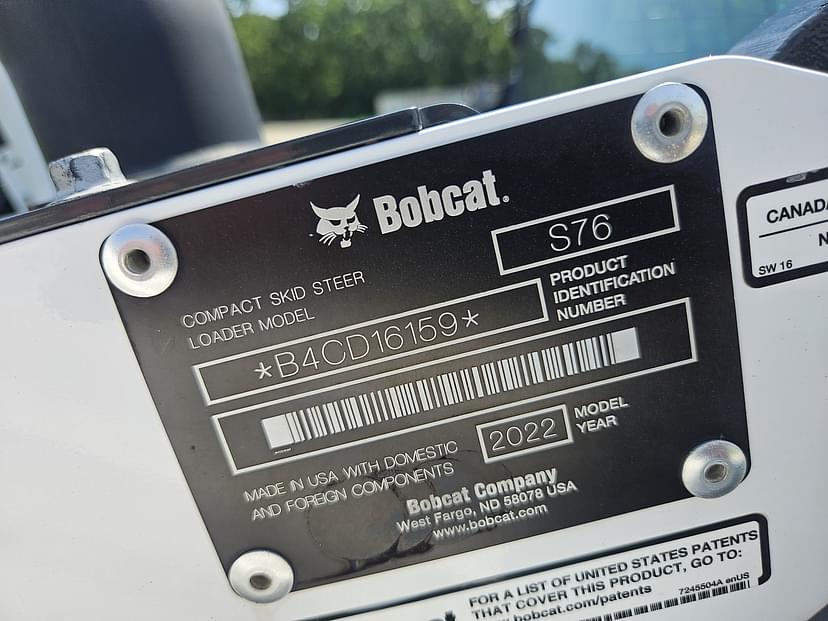 Bobcat®
COMPACT SKID STEER
LOADER MODEL
S76
PRODUCT
IDENTIFICATION
NUMBER
*B4CD16159*
2022
MODEL
YEAR
MADE IN USA WITH DOMESTIC
AND FOREIGN COMPONENTS
Bobcat Company
West Fargo, ND 58078 USA
www.bobcat.com
CANADA
N
SW 16
FOR A LIST OF UNITED STATES PATENTS
THAT COVER THIS PRODUCT, GO TO:
www.bobcat.com/patents
7245504A enUS